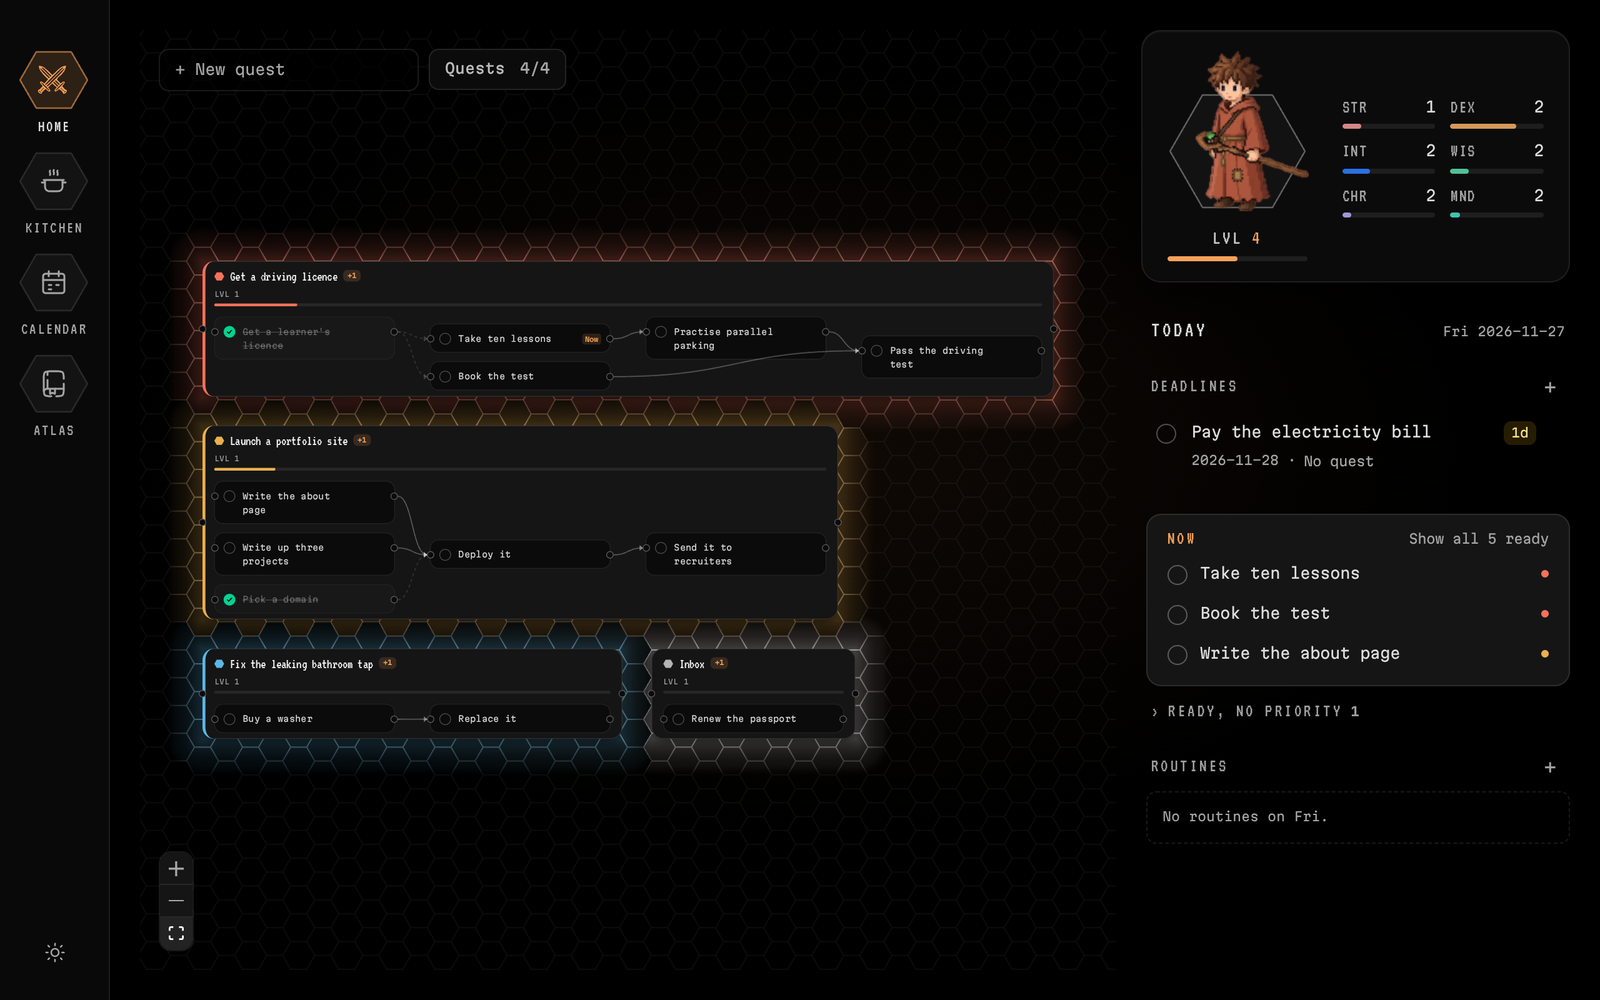 HOME
KITCHEN
CALENDAR
ATLAS
+ New quest
Quests 4/4
Get a driving licence +1
LVL 1
Get a learner's
licence
Take ten lessons Now
Book the test
Practise parallel
parking
Pass the driving
test
Launch a portfolio site +1
LVL 1
Write the about
page
Write up three
projects
Pick a domain
Deploy it
Send it to
recruiters
Fix the leaking bathroom tap +1
LVL 1
Buy a washer
Replace it
Inbox +1
LVL 1
Renew the passport
LVL 4
STR 1 DEX 2
INT 2 WIS 2
CHR 2 MND 2
TODAY Fri 2026-11-27
DEADLINES +
Pay the electricity bill 1d
2026-11-28 · No quest
NOW Show all 5 ready
Take ten lessons
Book the test
Write the about page
› READY, NO PRIORITY 1
ROUTINES +
No routines on Fri.